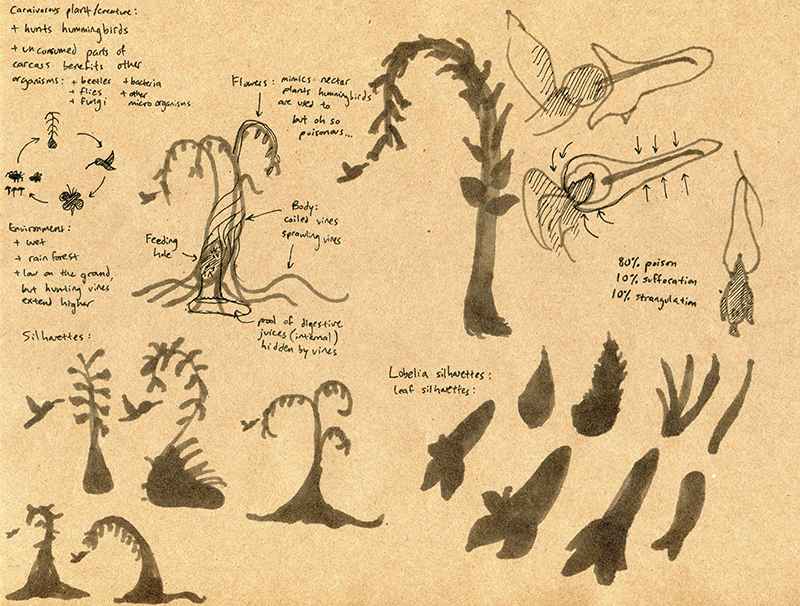 Carnivorous plant/creature:
+ hunts hummingbirds
+ unconsumed parts of
carcass benefits other
organisms: + beetles + bacteria
+ flies + other
+ fungi micro organisms
Flowers: mimics nectar
plants hummingbirds
are used to
but oh so
poisonous...
Environment:
+ wet
+ rainforest
+ low on the ground,
but hunting vines
extend higher
Feeding
hole
Body:
coiled vines
sprawling vines
pool of digestive
juices (internal)
hidden by vines
80% poison
10% suffocation
10% strangulation
Silhouettes:
Lobelia silhouettes:
leaf silhouettes: